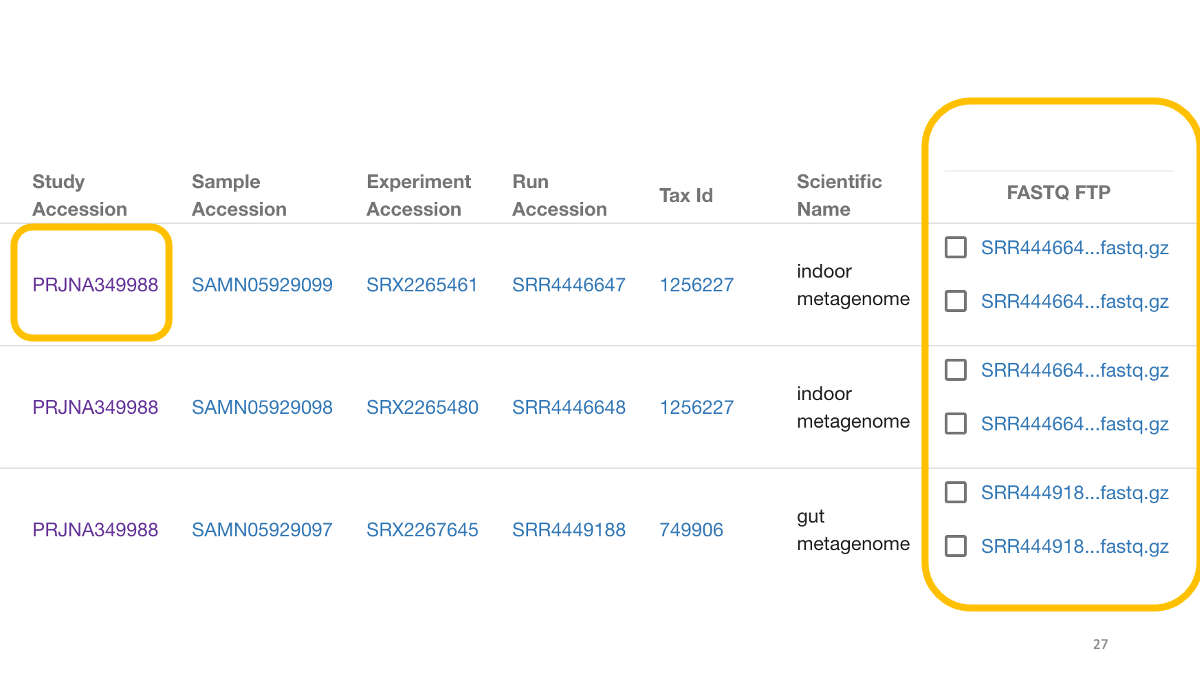 Study Accession Sample Accession Experiment Accession Run Accession Tax Id Scientific Name FASTQ FTP
PRJNA349988 SAMN05929099 SRX2265461 SRR4446647 1256227 indoor metagenome SRR444664...fastq.gz
SRR444664...fastq.gz
PRJNA349988 SAMN05929098 SRX2265480 SRR4446648 1256227 indoor metagenome SRR444664...fastq.gz
SRR444664...fastq.gz
PRJNA349988 SAMN05929097 SRX2267645 SRR4449188 749906 gut metagenome SRR444918...fastq.gz
SRR444918...fastq.gz
27